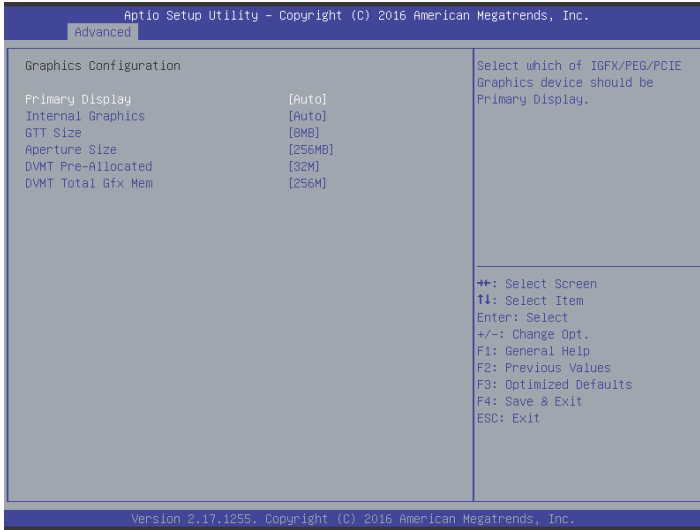 Aptio Setup Utility – Copyright (C) 2016 American Megatrends, Inc.
Advanced
Graphics Configuration
Primary Display [Auto]
Internal Graphics [Auto]
GTT Size [8MB]
Aperture Size [256MB]
DVMT Pre-Allocated [32M]
DVMT Total Gfx Mem [256M]
Select which of IGFX/PEG/PCIE
Graphics device should be
Primary Display.
→←: Select Screen
↑↓: Select Item
Enter: Select
+/-: Change Opt.
F1: General Help
F2: Previous Values
F3: Optimized Defaults
F4: Save & Exit
ESC: Exit
Version 2.17.1255. Copyright (C) 2016 American Megatrends, Inc.